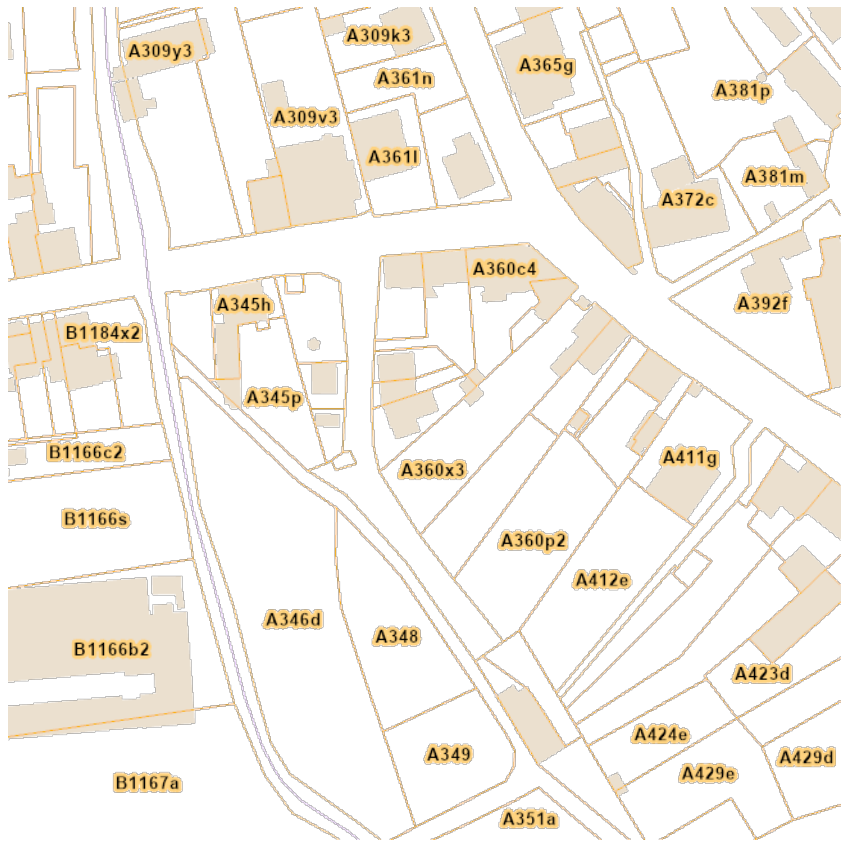 A309k3
A309y3
A365g
A361n
A381p
A309v3
A361l
A381m
A372c
A360c4
A345h
A392f
B1184x2
A345p
B1166c2
A411g
A360x3
B1166s
A360p2
A412e
A346d
A348
B1166b2
A423d
A424e
A349
A429d
A429e
B1167a
A351a